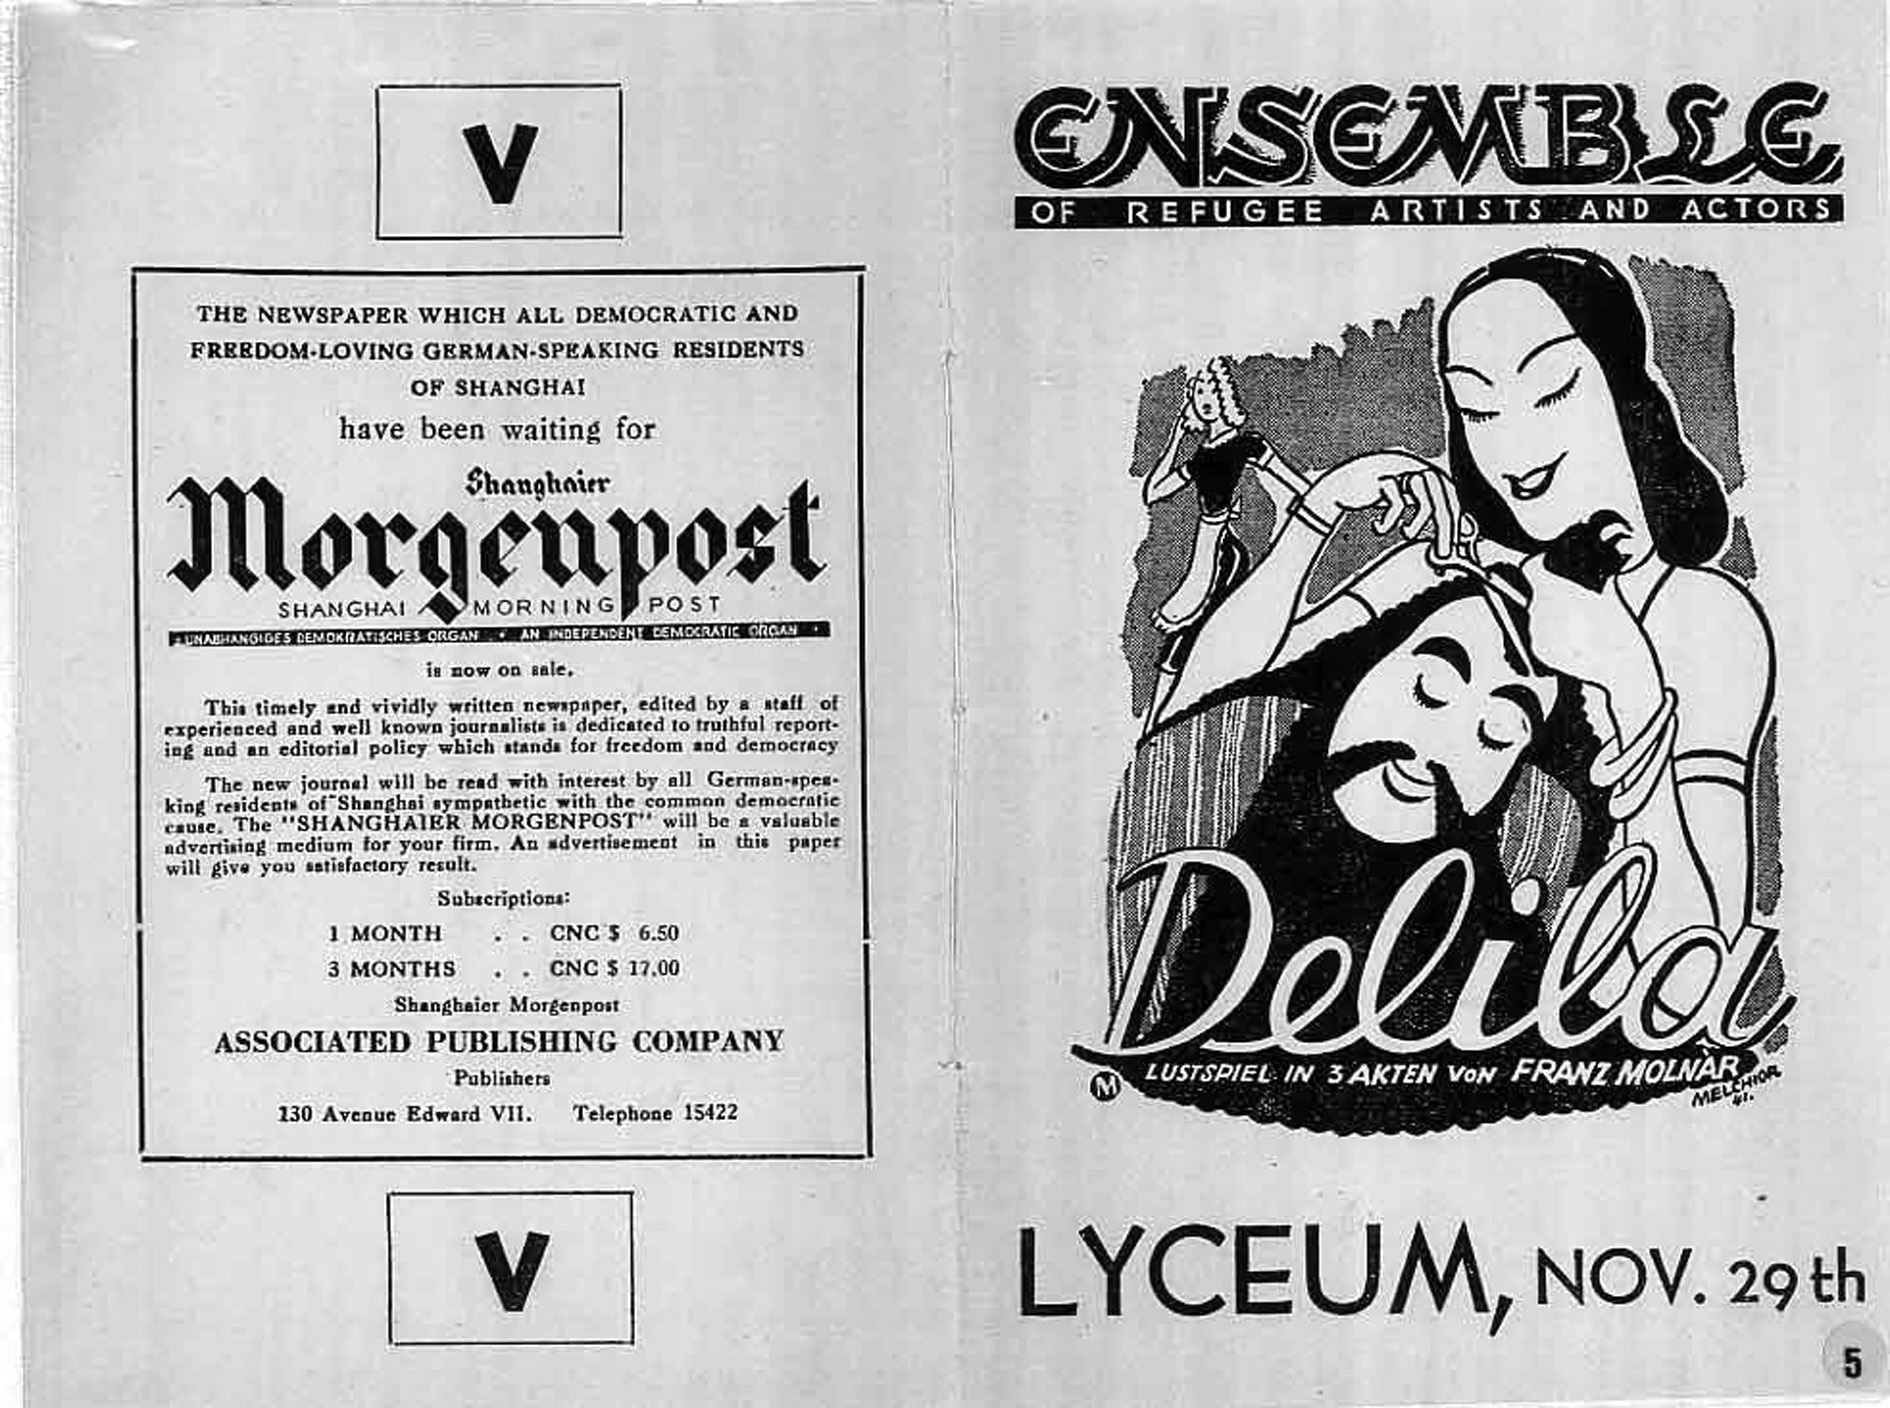 V
THE NEWSPAPER WHICH ALL DEMOCRATIC AND
FREEDOM-LOVING GERMAN-SPEAKING RESIDENTS
OF SHANGHAI
have been waiting for
Shanghaier
Morgenpost
SHANGHAI MORNING POST
UNABHANGIGES DEMOKRATISCHES ORGAN • AN INDEPENDENT DEMOCRATIC ORGAN
is now on sale.
This timely and vividly written newspaper, edited by a staff of
experienced and well known journalists is dedicated to truthful report-
ing and an editorial policy which stands for freedom and democracy
The new journal will be read with interest by all German-spea-
king residents of Shanghai sympathetic with the common democratic
cause. The "SHANGHAIER MORGENPOST" will be a valuable
advertising medium for your firm. An advertisement in this paper
will give you satisfactory result.
Subscriptions:
1 MONTH . . CNC $ 6.50
3 MONTHS . . CNC $ 17.00
Shanghaier Morgenpost
ASSOCIATED PUBLISHING COMPANY
Publishers
130 Avenue Edward VII. Telephone 15422
V
ENSEMBLE
OF REFUGEE ARTISTS AND ACTORS
Delila
LUSTSPIEL IN 3 AKTEN VON FRANZ MOLNÀR
M
MELCHIOR
41.
LYCEUM, NOV. 29th
5